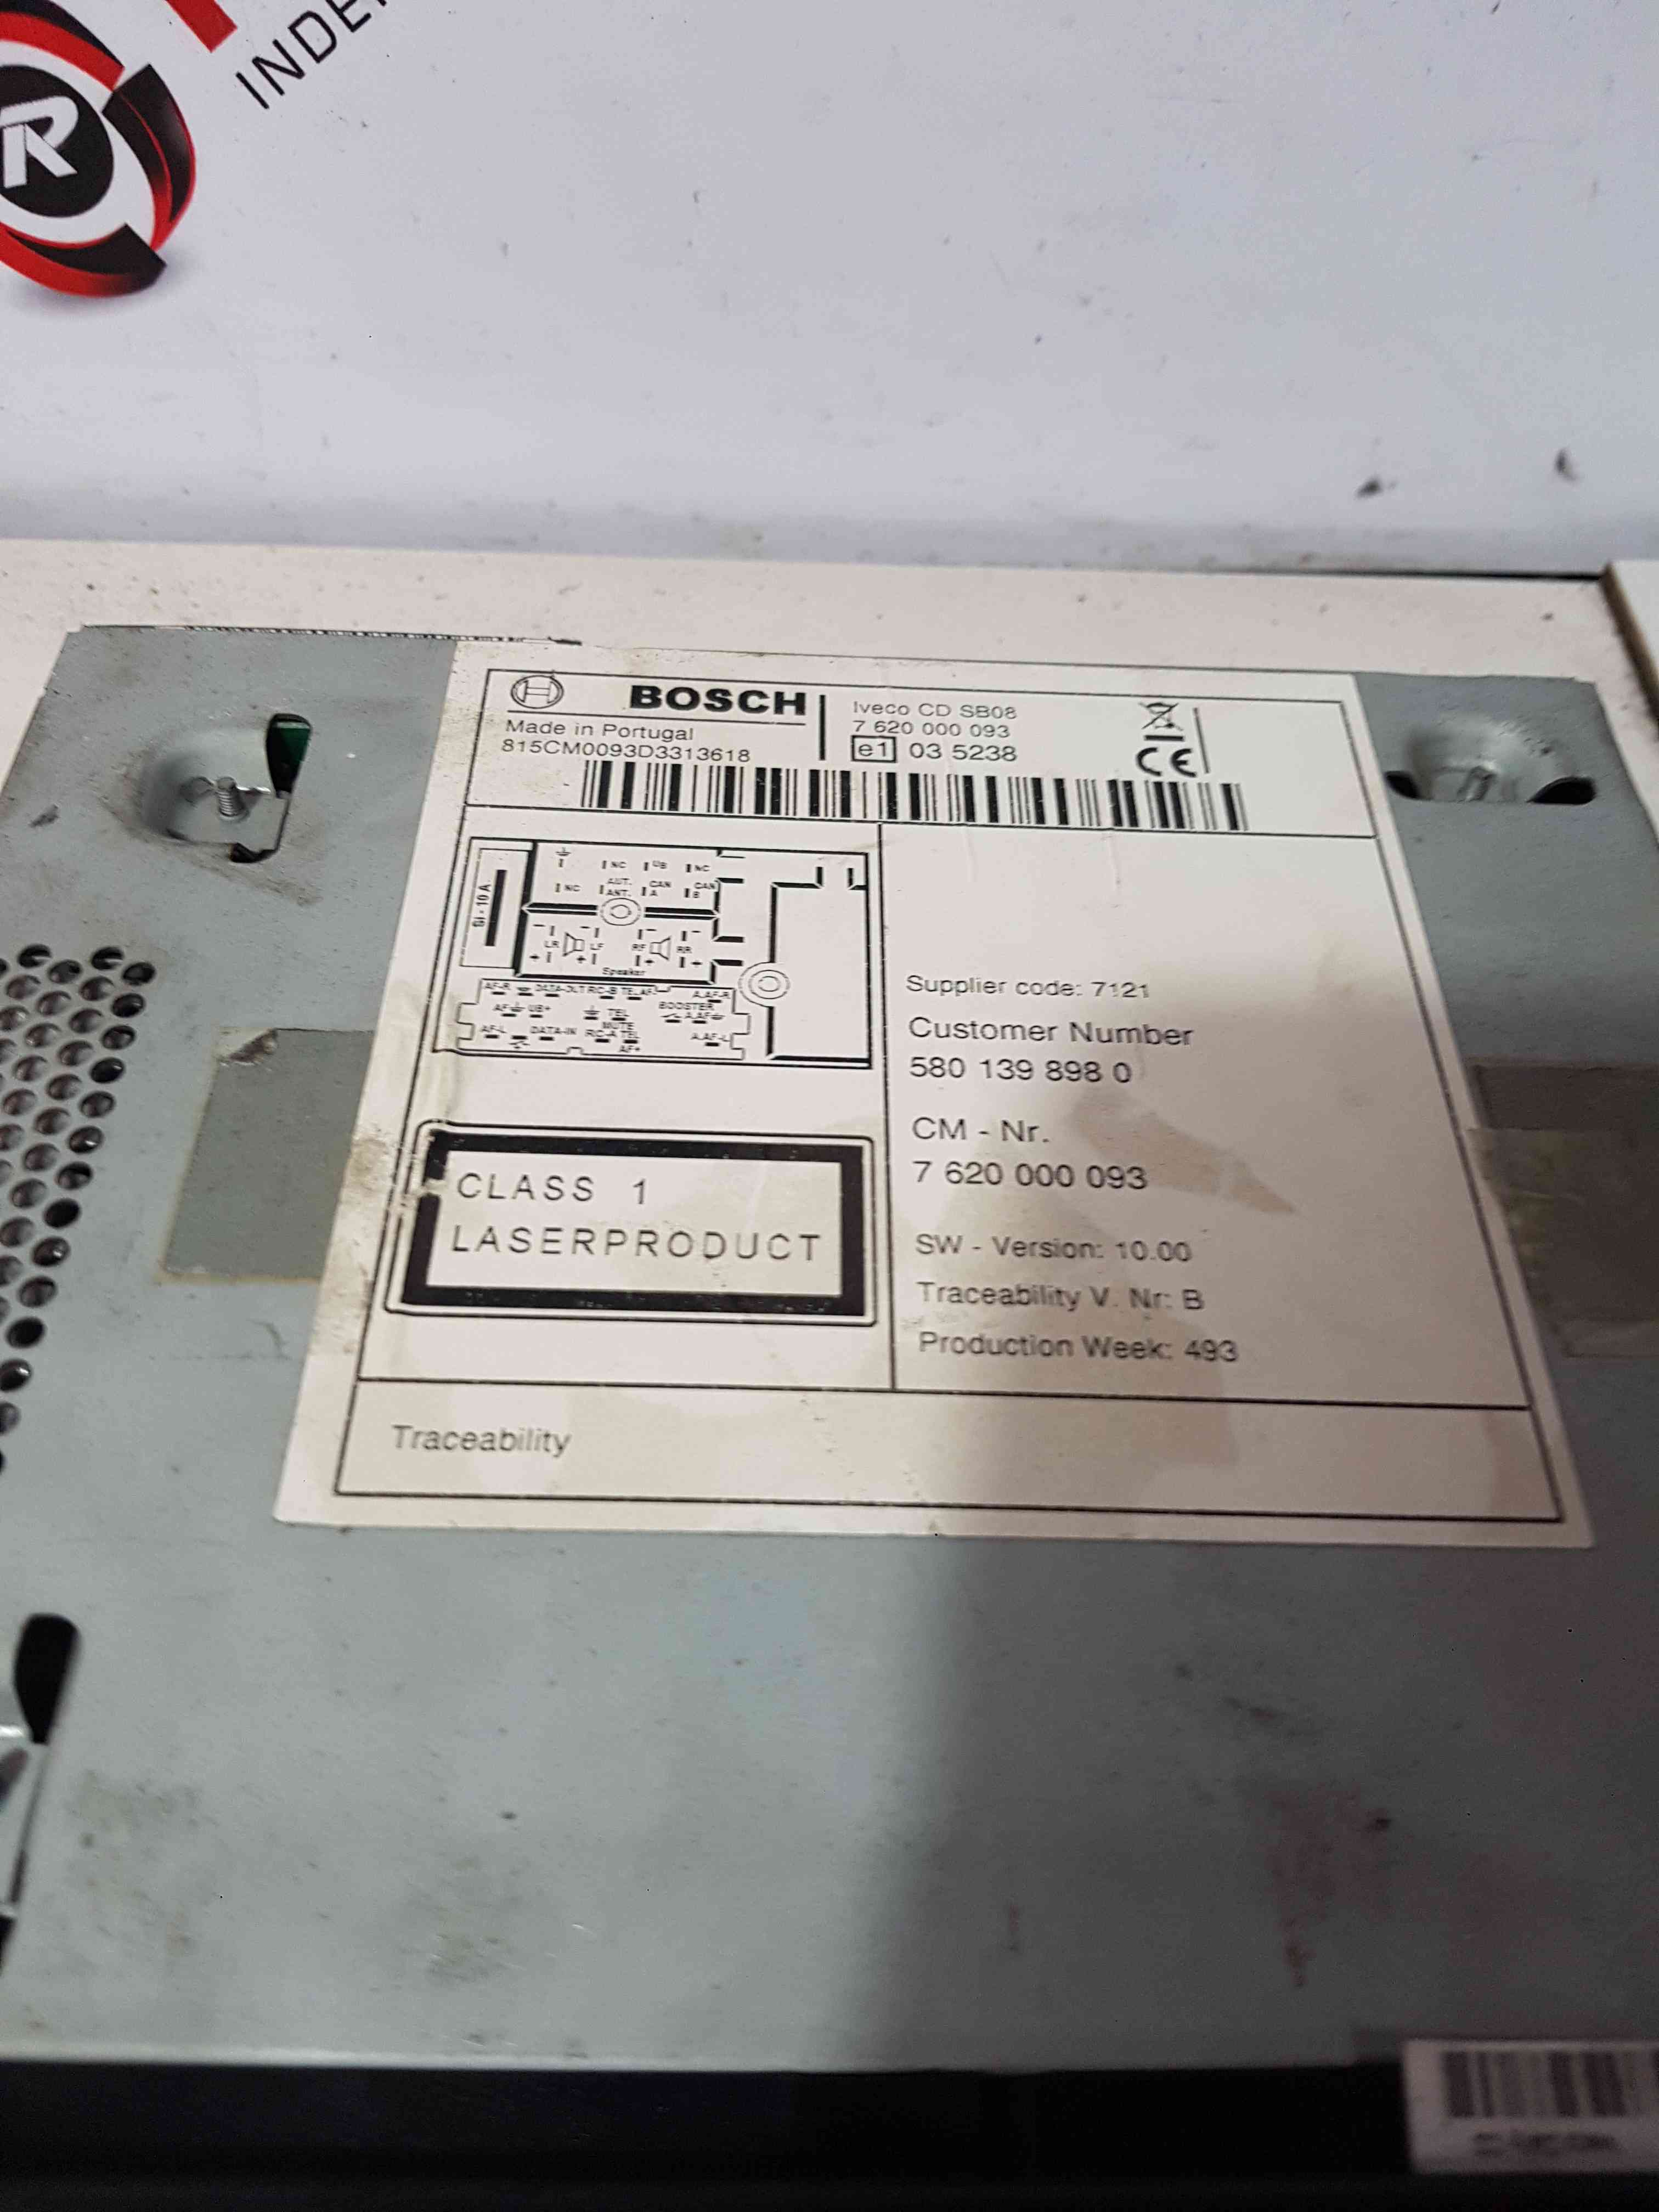 R
INDE
BOSCH
Made in Portugal
815CM0093D3313618
Iveco CD SB08
7 620 000 093
e1 03 5238
CE
NC UB NC
NC AUT. ANT. CAN A CAN B
10 A
LR LF RF RR
Speaker
AF-R DATA-OUT RC-B TEL AF- A.AF-R
BOOSTER
AF UB+ TEL MUTE A.AF
AF-L DATA-IN RC-A TEL AF+ A.AF-L
Supplier code: 7121
Customer Number
580 139 898 0
CM - Nr.
7 620 000 093
SW - Version: 10.00
Traceability V. Nr: B
Production Week: 493
CLASS 1
LASERPRODUCT
Traceability